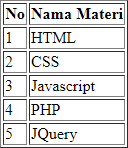 No Nama Materi
1 HTML
2 CSS
3 Javascript
4 PHP
5 JQuery